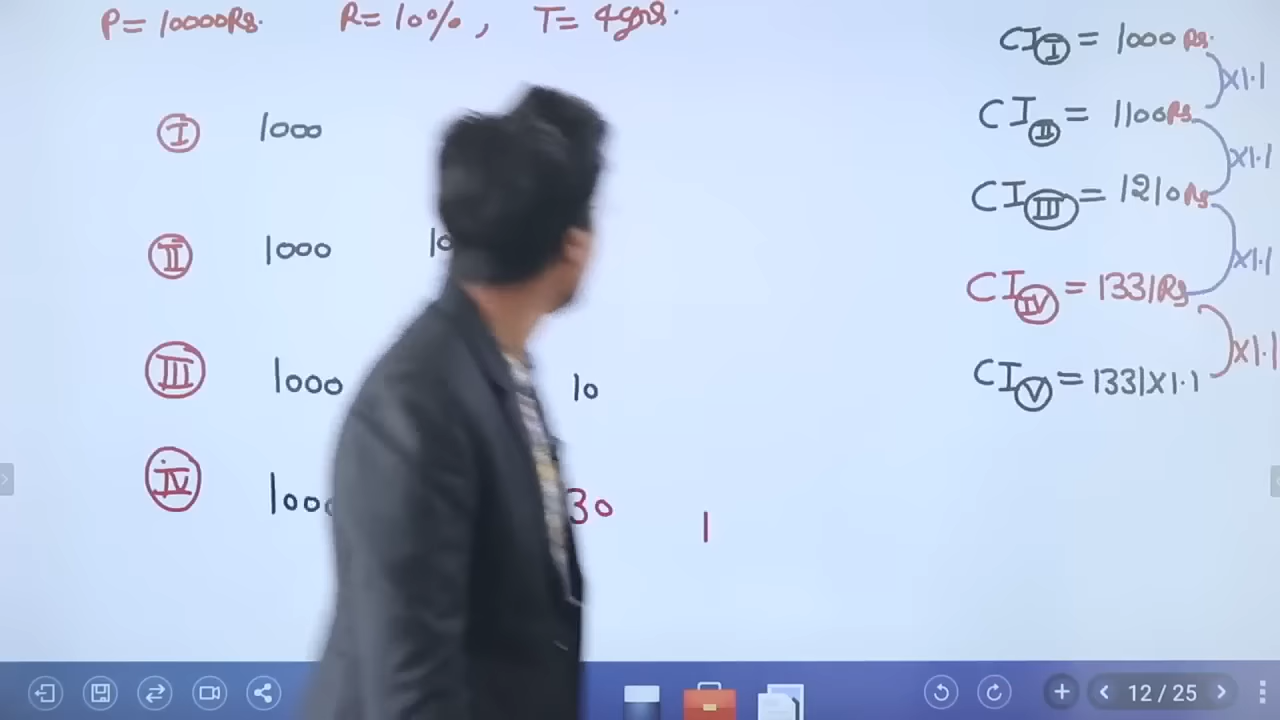 P= 10000Rs. R= 10%, T= 4yrs.
CI I = 1000 Rs.
×1.1
I 1000
CI II = 1100Rs
×1.1
CI III = 1210Rs
×1.1
II 1000
CI IV = 1331Rs
×1.1
III 1000 10
CI V = 1331×1.1
IV 30 1
12 / 25